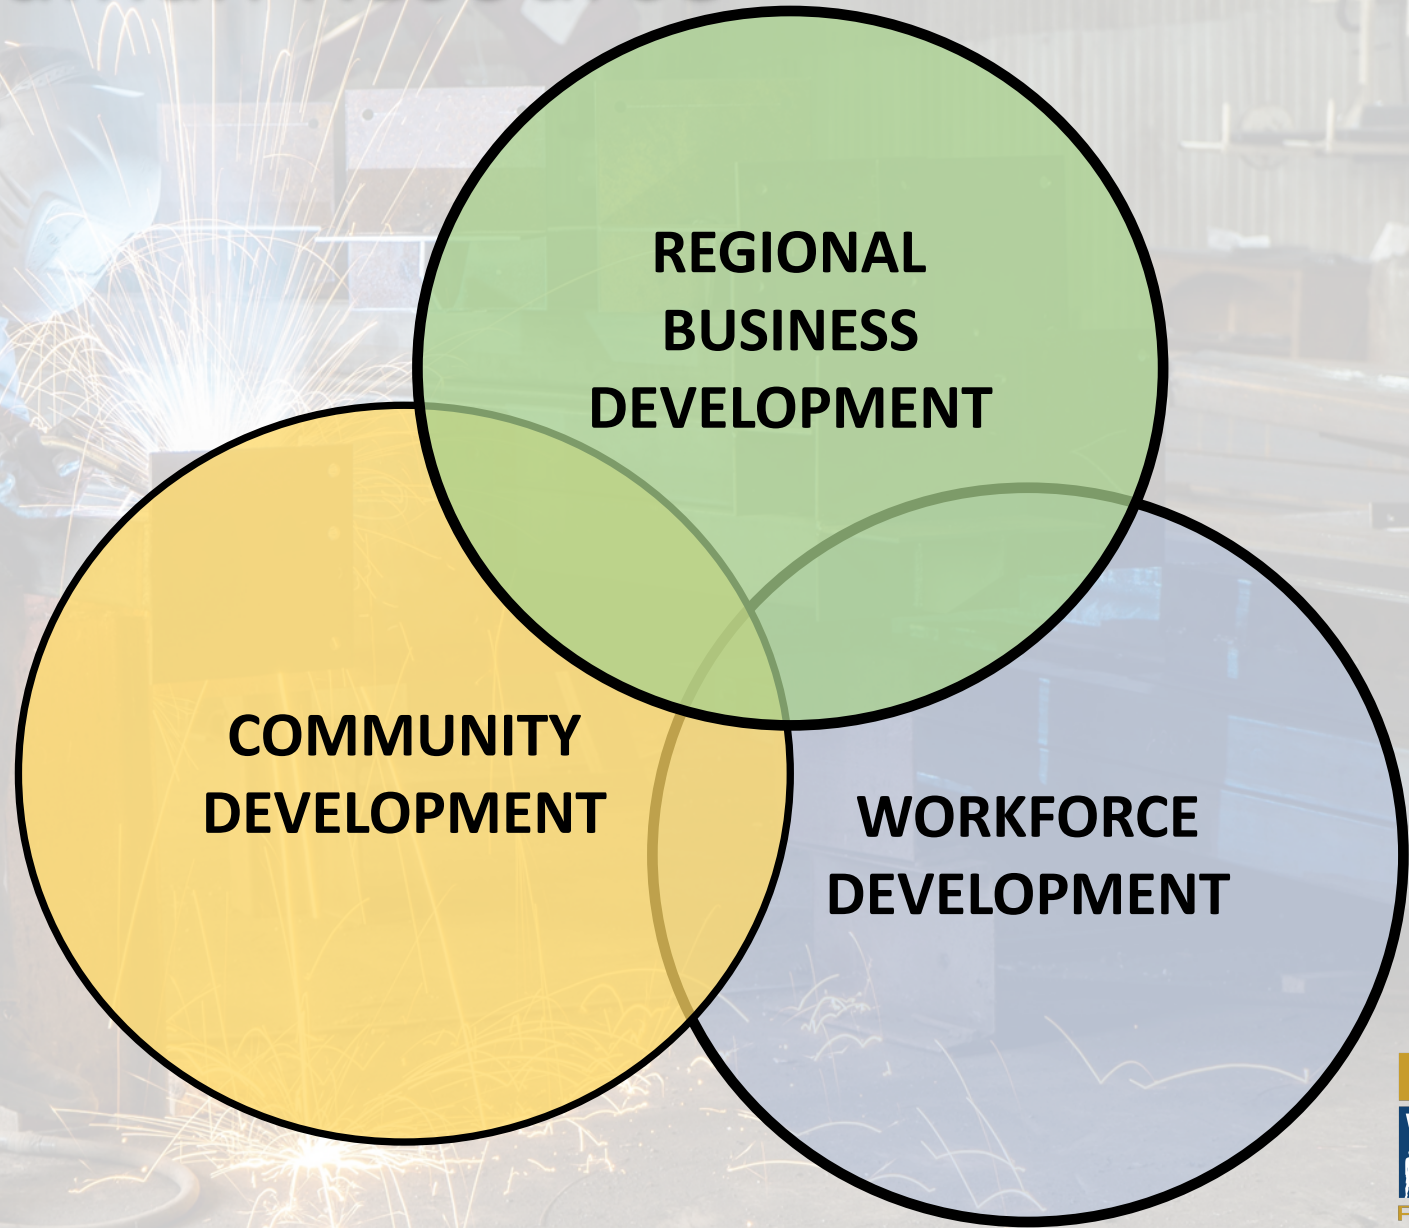 REGIONAL
BUSINESS
DEVELOPMENT
COMMUNITY
DEVELOPMENT
WORKFORCE
DEVELOPMENT